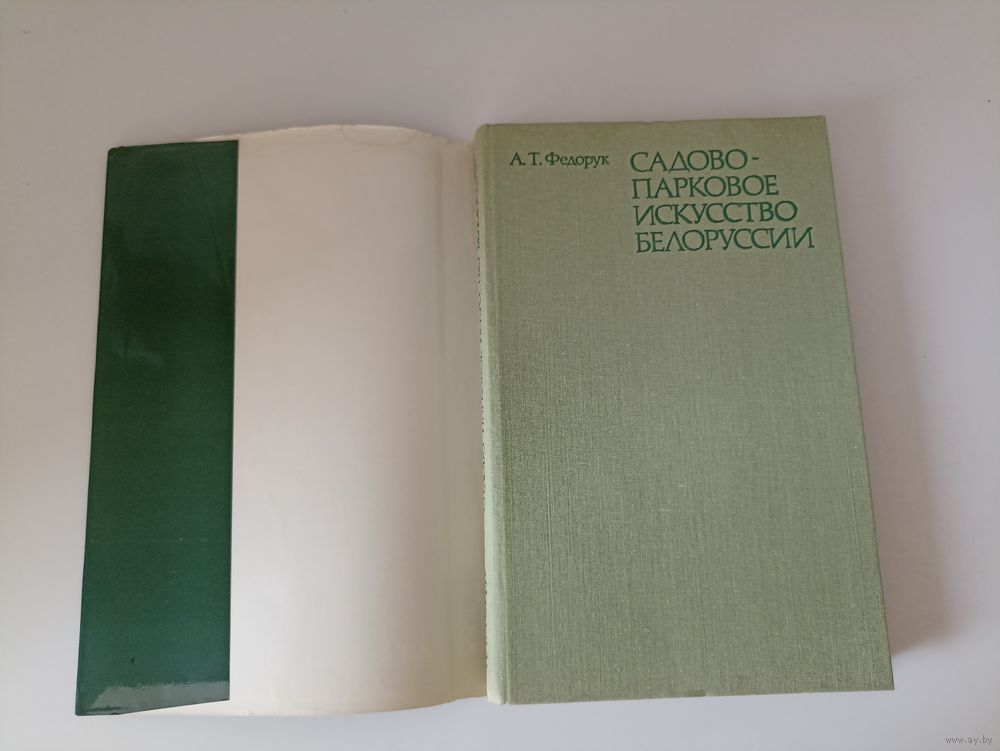 А. Т. Федорук
САДОВО-
ПАРКОВОЕ
ИСКУССТВО
БЕЛОРУССИИ
www.ay.by